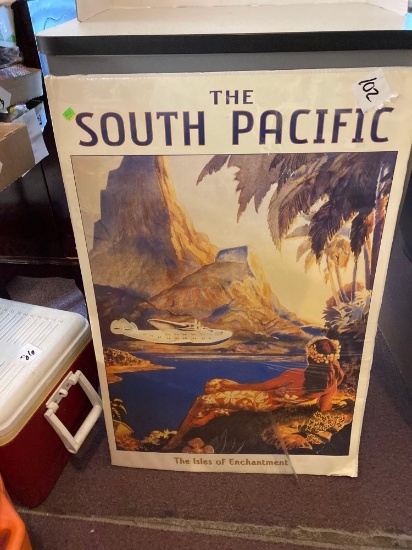 THE
SOUTH PACIFIC
102
The Isles of Enchantment